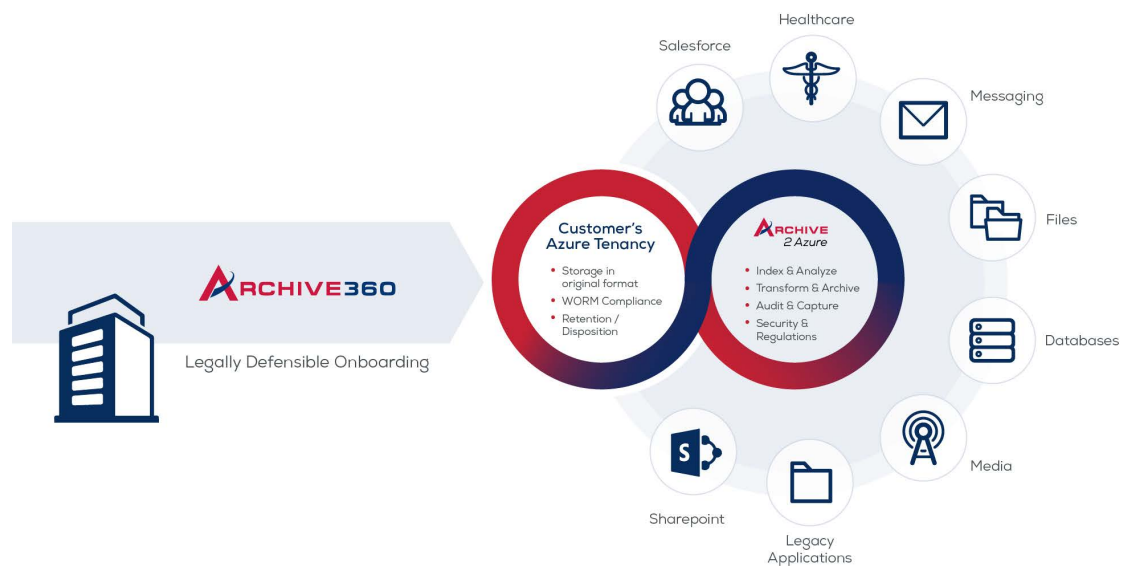 Healthcare
Salesforce
Messaging
Files
Databases
Media
Legacy
Applications
Sharepoint
S
ARCHIVE360
Legally Defensible Onboarding
Customer's
Azure Tenancy
• Storage in
original format
• WORM Compliance
• Retention /
Disposition
ARCHIVE
2 Azure
• Index & Analyze
• Transform & Archive
• Audit & Capture
• Security &
Regulations